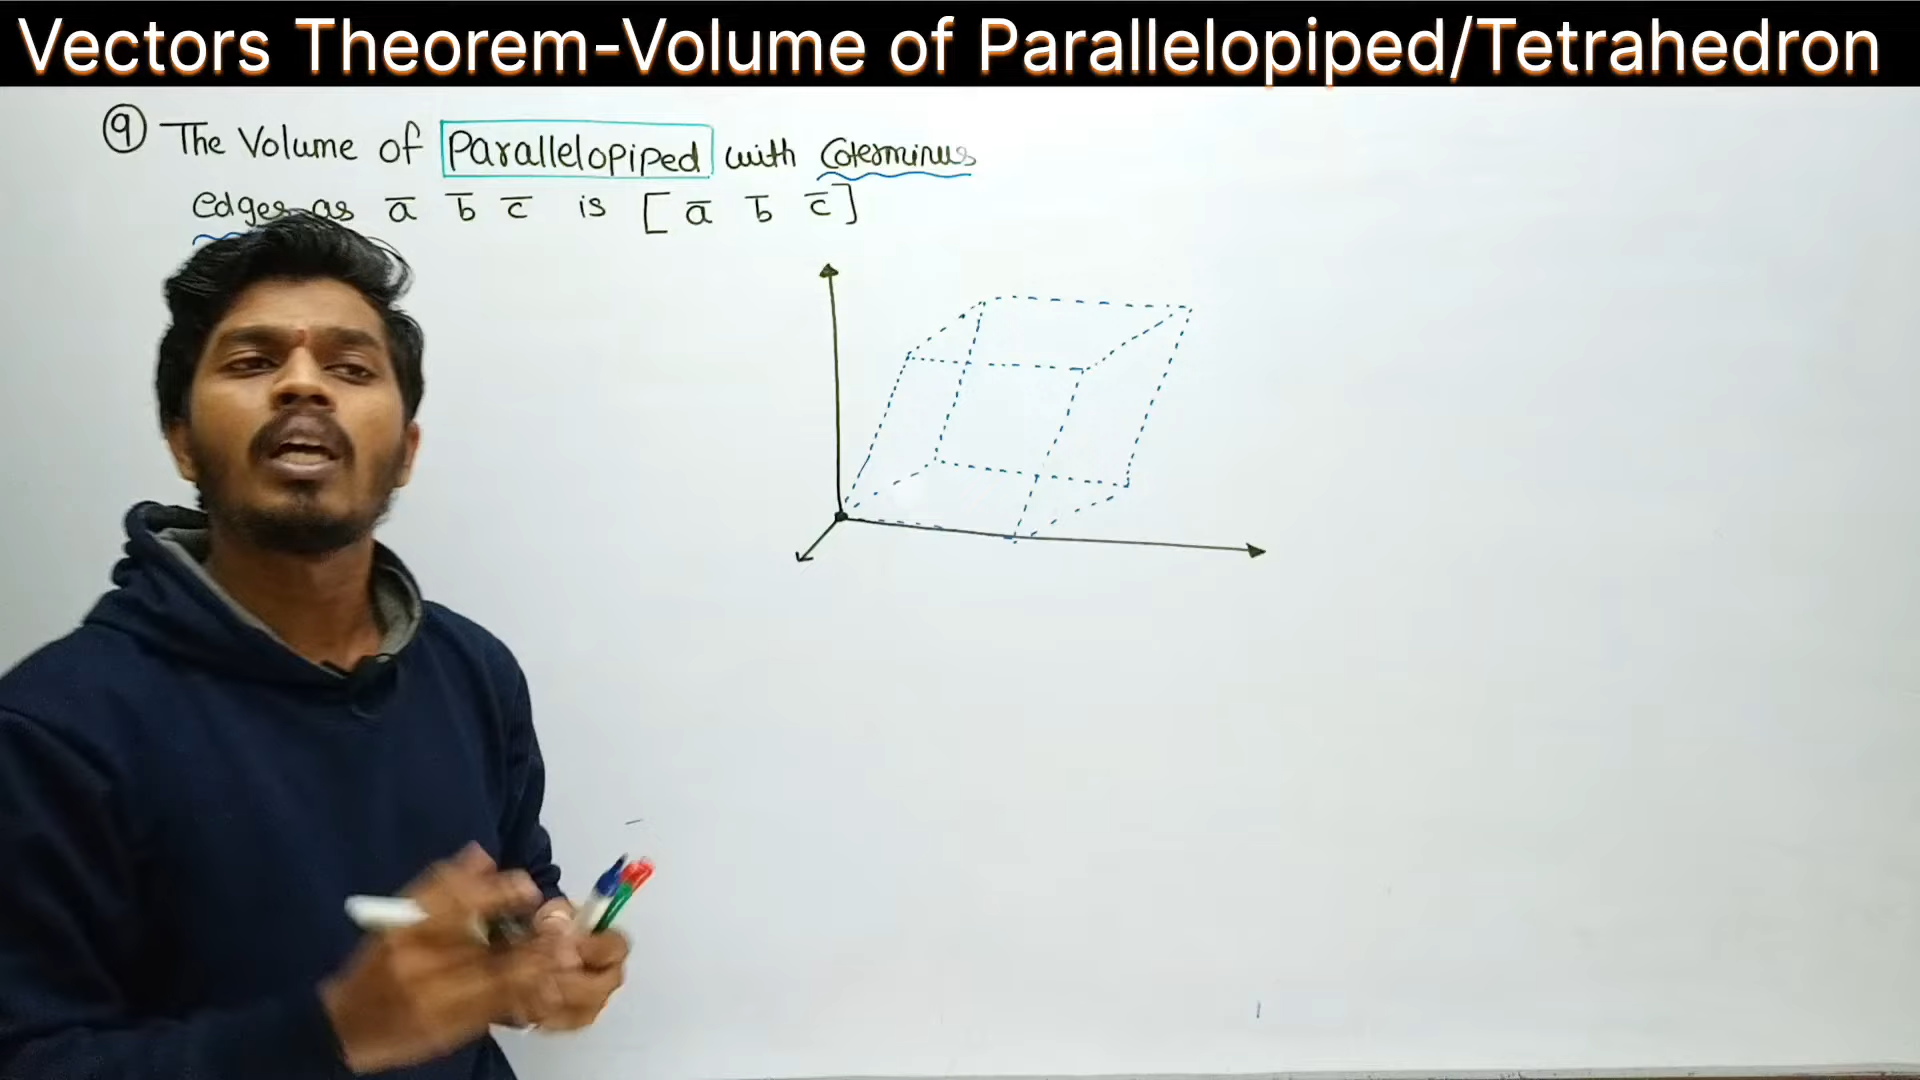 Vectors Theorem-Volume of Parallelopiped/Tetrahedron
9 The Volume of Parallelopiped with Coterminus
edges as a̅ b̅ c̅ is [ a̅ b̅ c̅ ]